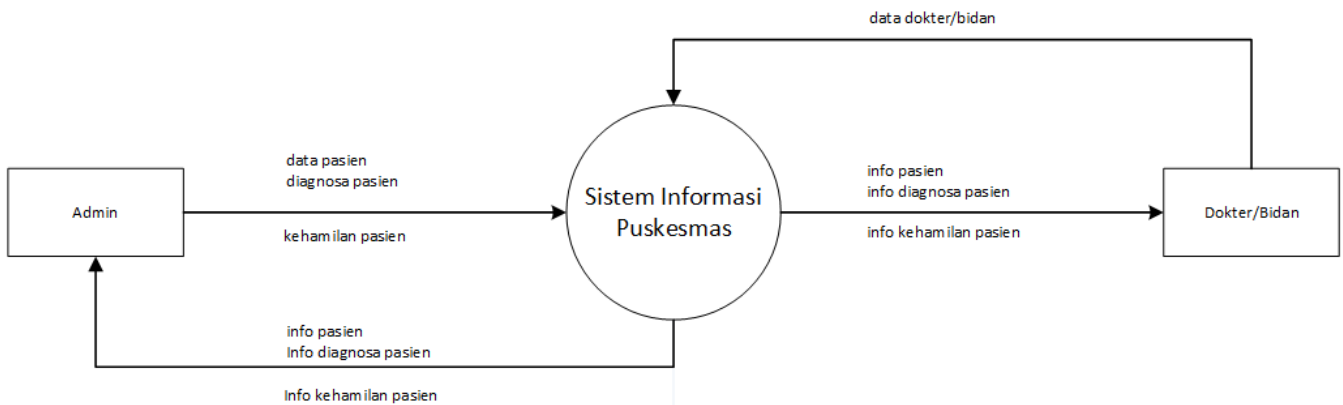 data dokter/bidan
data pasien
diagnosa pasien
kehamilan pasien
Admin
Sistem Informasi
Puskesmas
info pasien
info diagnosa pasien
info kehamilan pasien
Dokter/Bidan
info pasien
Info diagnosa pasien
Info kehamilan pasien